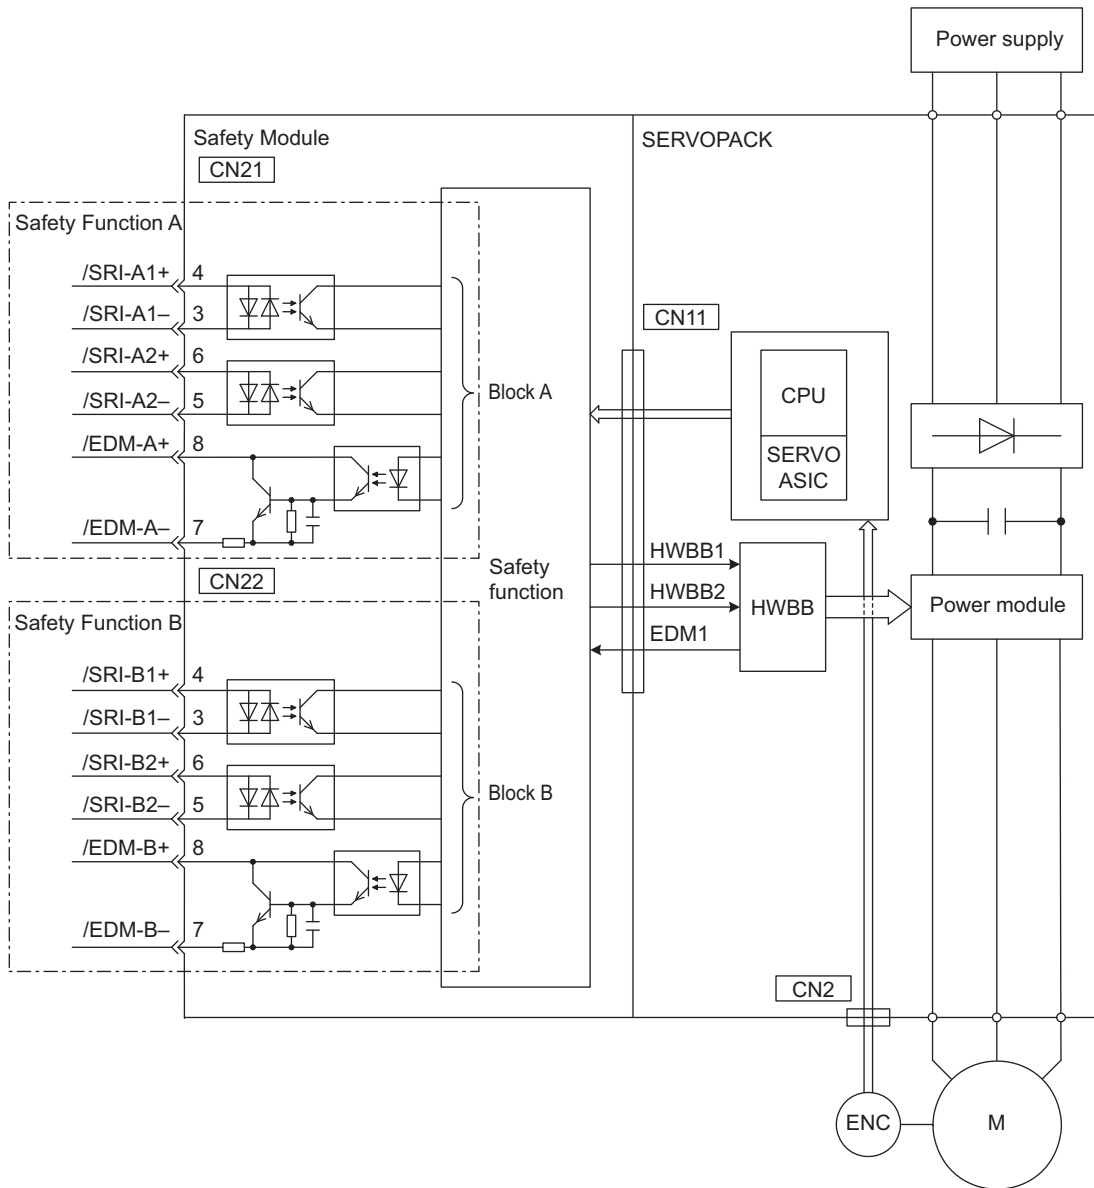 Power supply
Safety Module
SERVOPACK
CN21
Safety Function A
/SRI-A1+ 4
/SRI-A1– 3
/SRI-A2+ 6
/SRI-A2– 5
/EDM-A+ 8
/EDM-A– 7
Block A
CN11
CPU
SERVO
ASIC
CN22
Safety
function
HWBB1
HWBB2
EDM1
HWBB
Power module
Safety Function B
/SRI-B1+ 4
/SRI-B1– 3
/SRI-B2+ 6
/SRI-B2– 5
/EDM-B+ 8
/EDM-B– 7
Block B
CN2
ENC
M